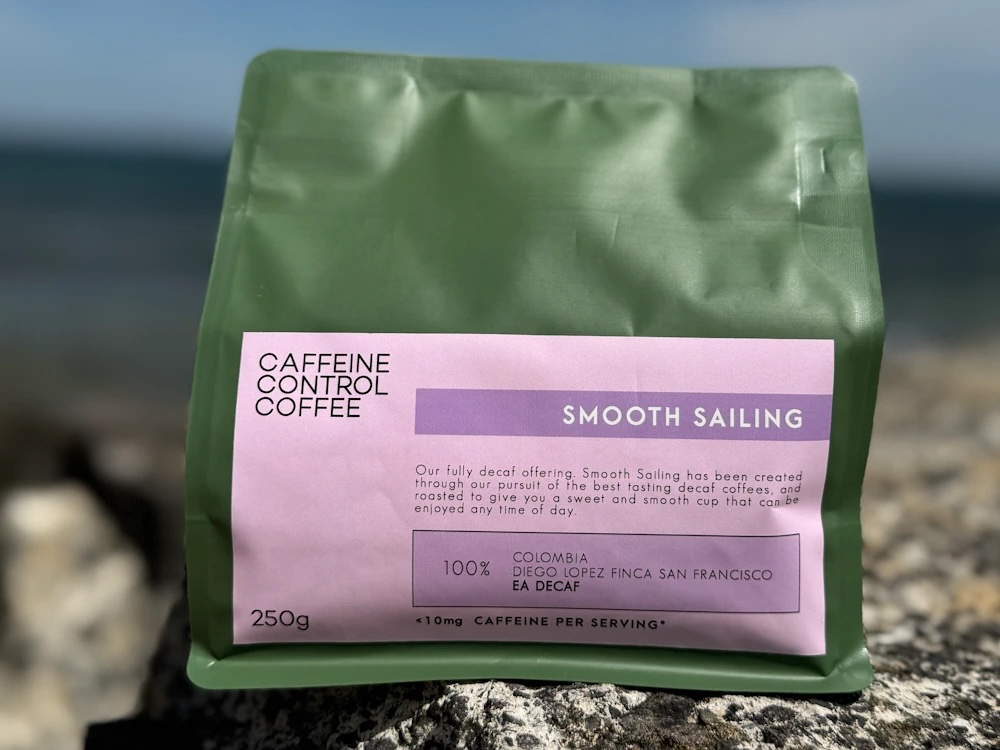 CAFFEINE
CONTROL
COFFEE
SMOOTH SAILING
Our fully decaf offering. Smooth Sailing has been created
through our pursuit of the best tasting decaf coffees, and
roasted to give you a sweet and smooth cup that can be
enjoyed any time of day.
100%
COLOMBIA
DIEGO LOPEZ FINCA SAN FRANCISCO
EA DECAF
250g
<10mg CAFFEINE PER SERVING*